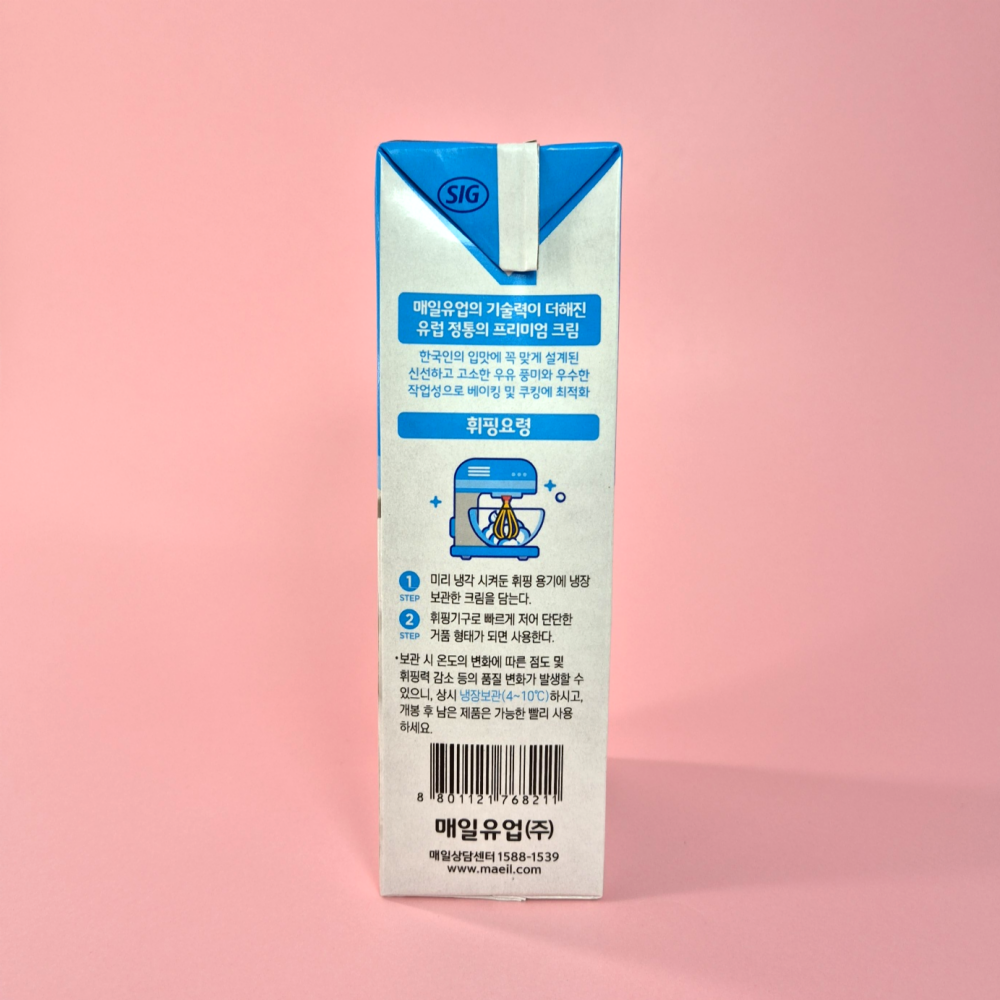 SIG
매일유업의 기술력이 더해진
유럽 정통의 프리미엄 크림
한국인의 입맛에 꼭 맞게 설계된
신선하고 고소한 우유 풍미와 우수한
작업성으로 베이킹 및 쿠킹에 최적화
휘핑요령
1 STEP
미리 냉각 시켜둔 휘핑 용기에 냉장
보관한 크림을 담는다.
2 STEP
휘핑기구로 빠르게 저어 단단한
거품 형태가 되면 사용한다.
•보관 시 온도의 변화에 따른 점도 및
휘핑력 감소 등의 품질 변화가 발생할 수
있으니, 상시 냉장보관(4~10℃)하시고,
개봉 후 남은 제품은 가능한 빨리 사용
하세요.
8 801121 768211
매일유업(주)
매일상담센터 1588-1539
www.maeil.com